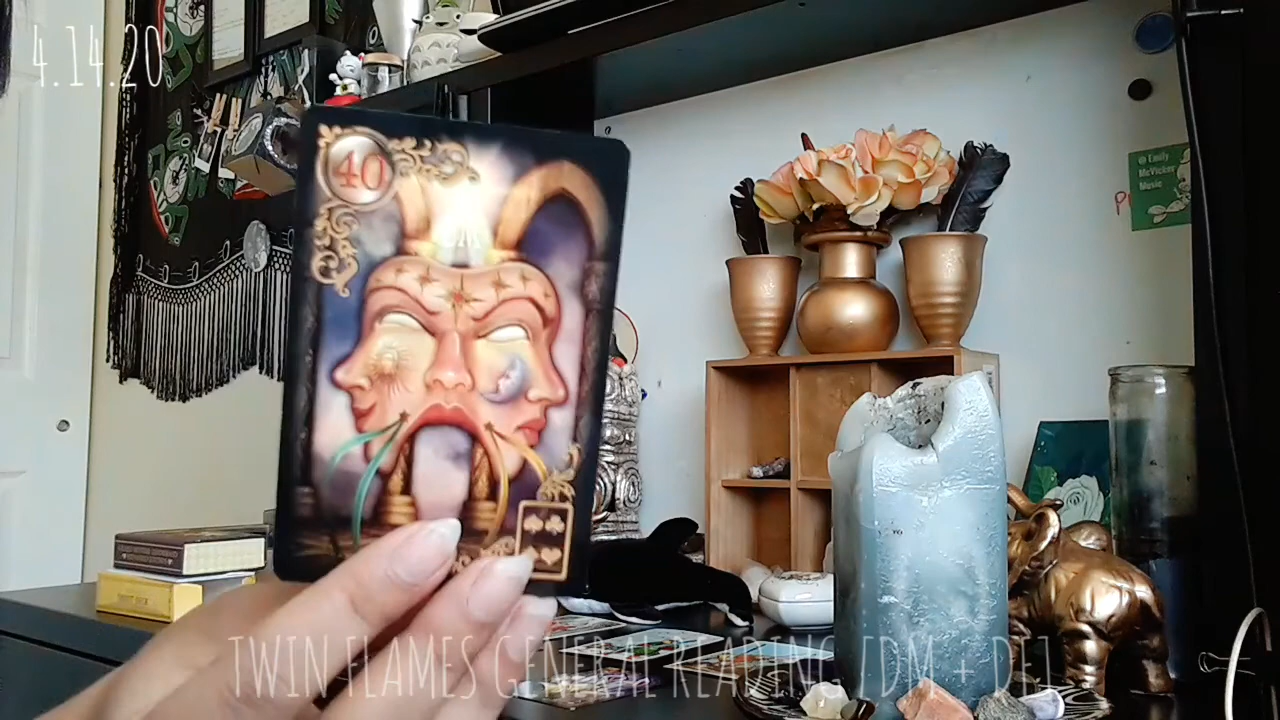 4.14.20
40
@ Emily
McVicker
Music
TWIN FLAMES GENERAL READING [DM + DF]